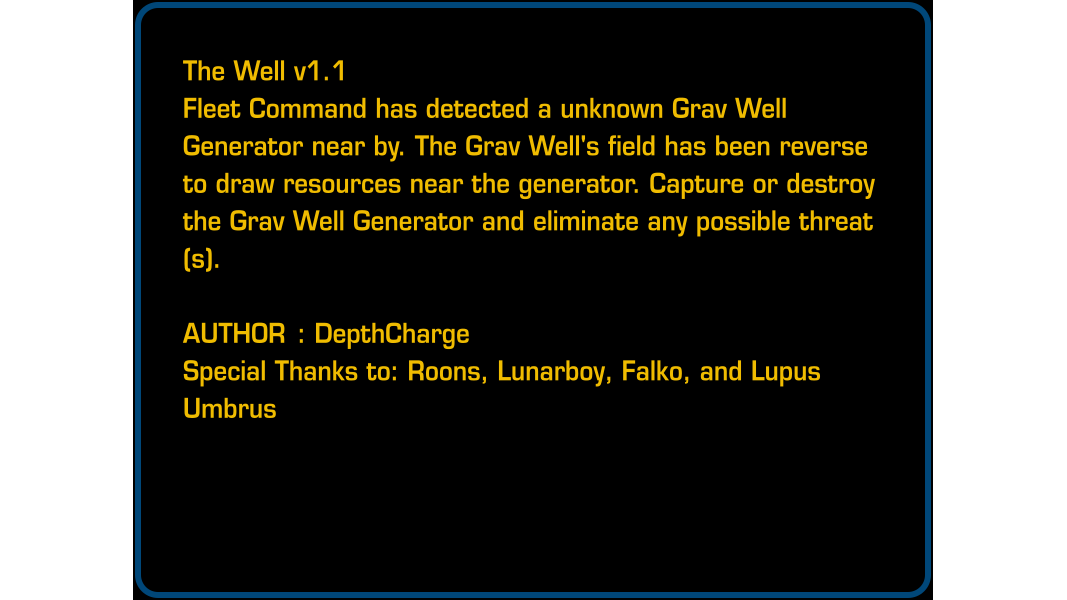 The Well v1.1
Fleet Command has detected a unknown Grav Well
Generator near by. The Grav Well's field has been reverse
to draw resources near the generator. Capture or destroy
the Grav Well Generator and eliminate any possible threat
(s).
AUTHOR : DepthCharge
Special Thanks to: Roons, Lunarboy, Falko, and Lupus
Umbrus